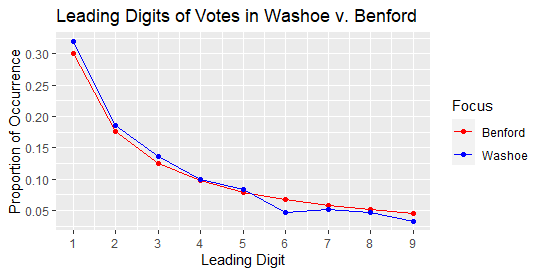 Leading Digits of Votes in Washoe v. Benford
Proportion of Occurrence
0.30
0.25
0.20
0.15
0.10
0.05
1 2 3 4 5 6 7 8 9
Leading Digit
Focus
Benford
Washoe